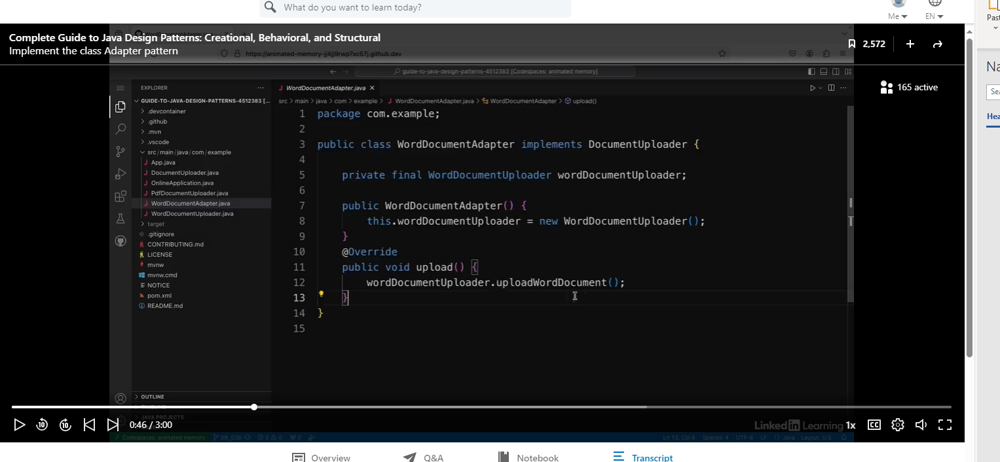 What do you want to learn today?
Me
EN
Past
Complete Guide to Java Design Patterns: Creational, Behavioral, and Structural
Implement the class Adapter pattern
2,572
https://animated-memory-jj4jj9rwp7xc57j.github.dev
guide-to-java-design-patterns-4512383 [Codespaces: animated memory]
165 active
Na
Sea
Hea
EXPLORER
GUIDE-TO-JAVA-DESIGN-PATTERNS-4512383 [...
.devcontainer
.github
.mvn
.vscode
src/main/java/com/example
App.java
DocumentUploader.java
OnlineApplication.java
PdfDocumentUploader.java
WordDocumentAdapter.java
WordDocumentUploader.java
target
.gitignore
CONTRIBUTING.md
LICENSE
mvnw
mvnw.cmd
NOTICE
pom.xml
README.md
OUTLINE
TIMELINE
JAVA PROJECTS
WordDocumentAdapter.java
src > main > java > com > example > WordDocumentAdapter.java > WordDocumentAdapter > upload()
1 package com.example;
2
3 public class WordDocumentAdapter implements DocumentUploader {
4
5 private final WordDocumentUploader wordDocumentUploader;
6
7 public WordDocumentAdapter() {
8 this.wordDocumentUploader = new WordDocumentUploader();
9 }
10 @Override
11 public void upload() {
12 wordDocumentUploader.uploadWordDocument();
13 }
14 }
15
10
10
0:46 / 3:00
LinkedIn Learning
1x
CC
Codespaces: animated memory 09_03b 0 0 0 Ln 13, Col 6 Spaces: 4 UTF-8 LF {} Java Layout: U.S.
Overview
Q&A
Notebook
Transcript